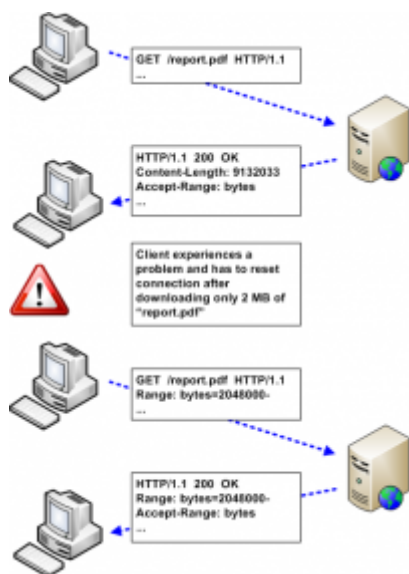 GET /report.pdf HTTP/1.1
...
HTTP/1.1 200 OK
Content-Length: 9132033
Accept-Range: bytes
...
Client experiences a
problem and has to reset
connection after
downloading only 2 MB of
"report.pdf"
GET /report.pdf HTTP/1.1
Range: bytes=2048000-
...
HTTP/1.1 200 OK
Range: bytes=2048000-
Accept-Range: bytes
...